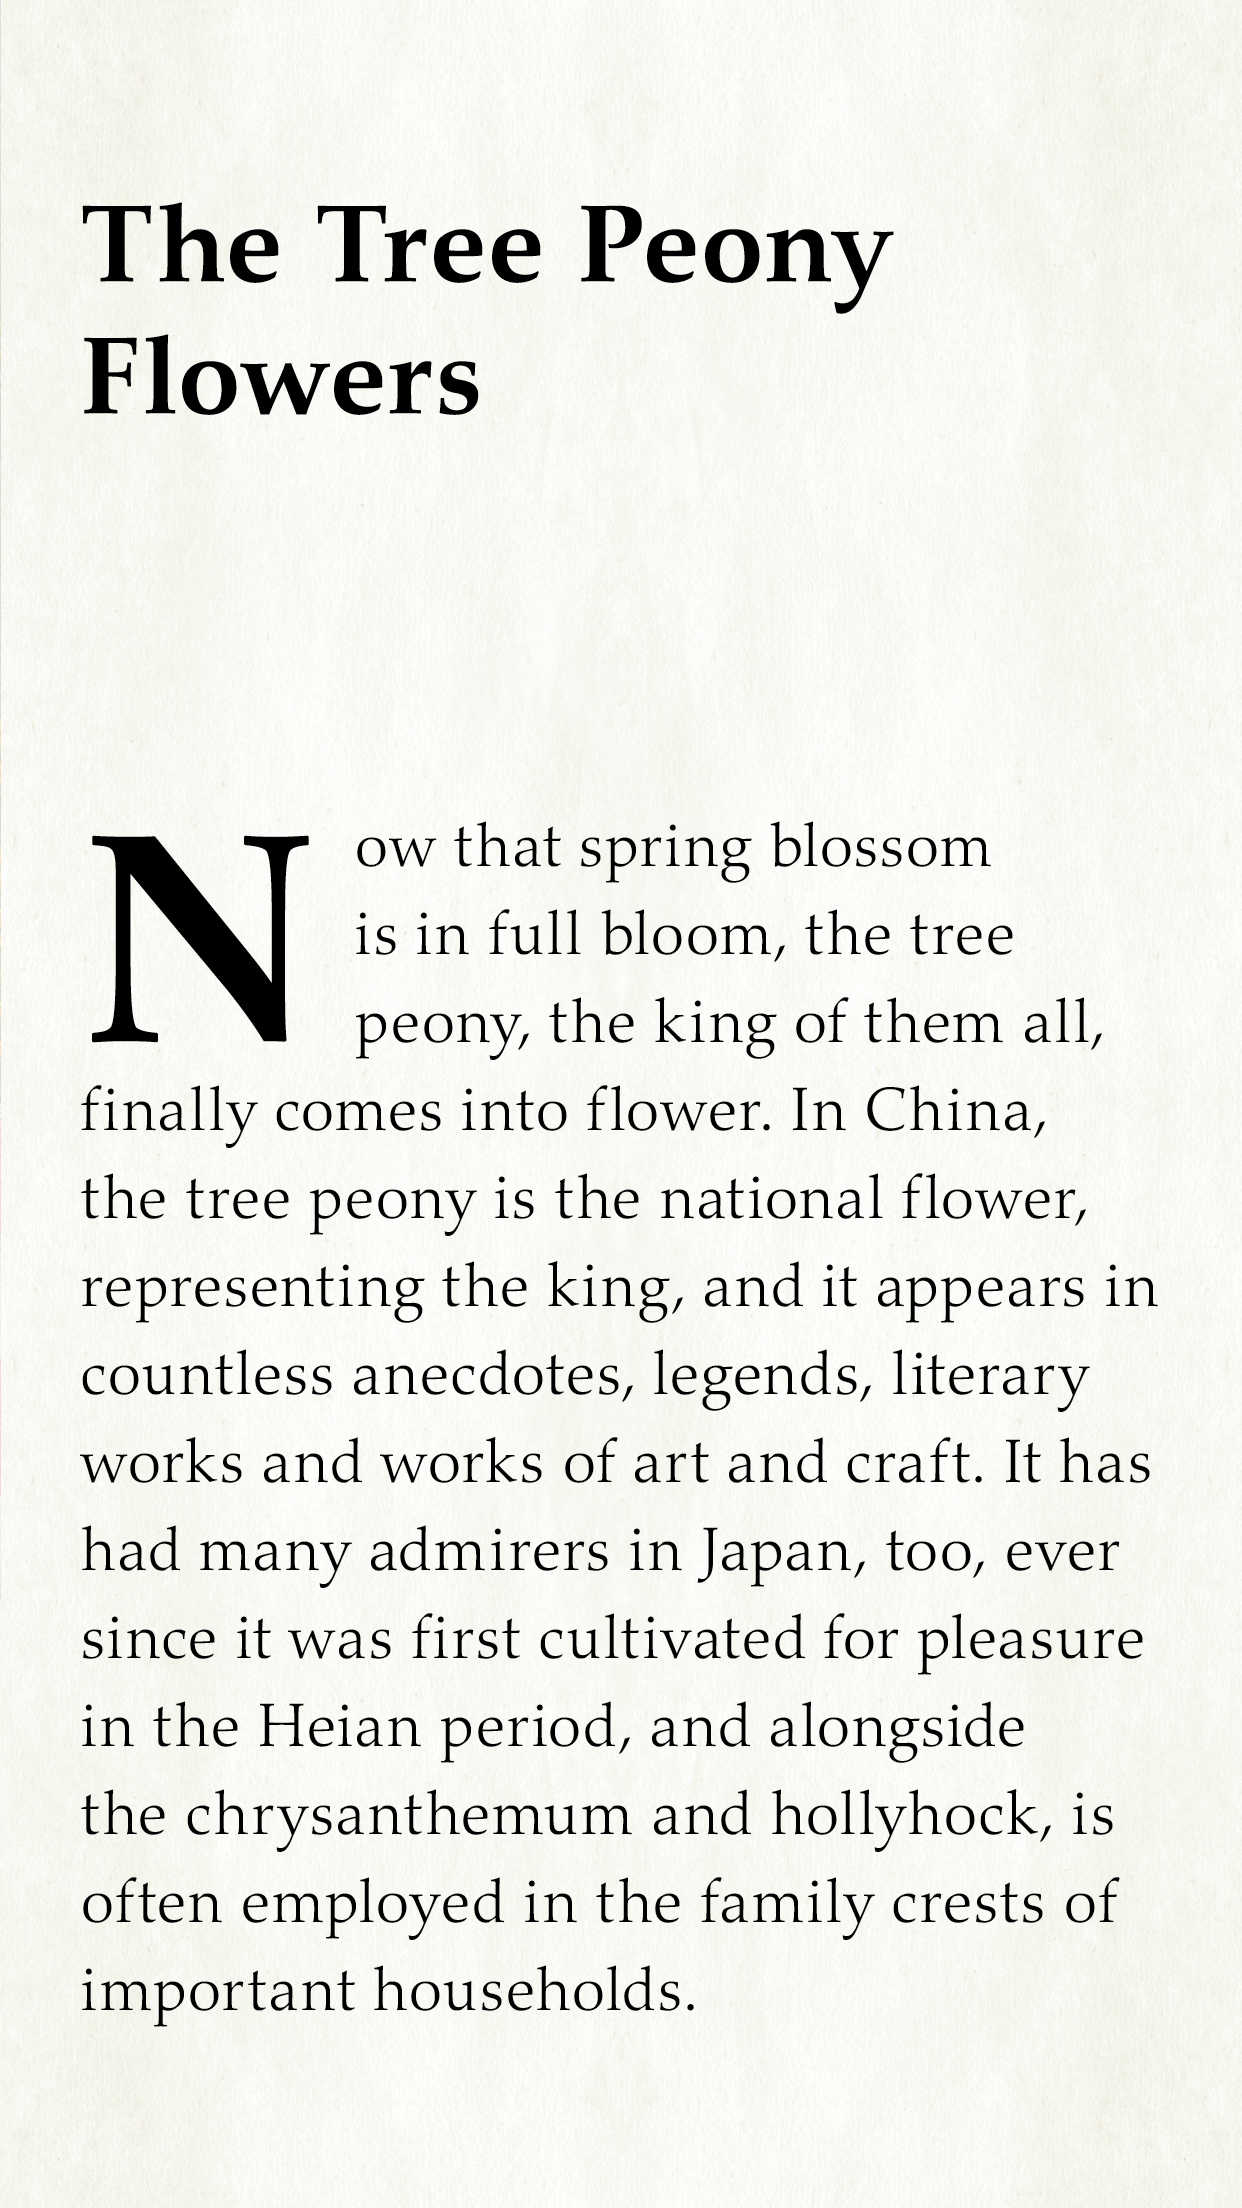 The Tree Peony
Flowers
Now that spring blossom
is in full bloom, the tree
peony, the king of them all,
finally comes into flower. In China,
the tree peony is the national flower,
representing the king, and it appears in
countless anecdotes, legends, literary
works and works of art and craft. It has
had many admirers in Japan, too, ever
since it was first cultivated for pleasure
in the Heian period, and alongside
the chrysanthemum and hollyhock, is
often employed in the family crests of
important households.